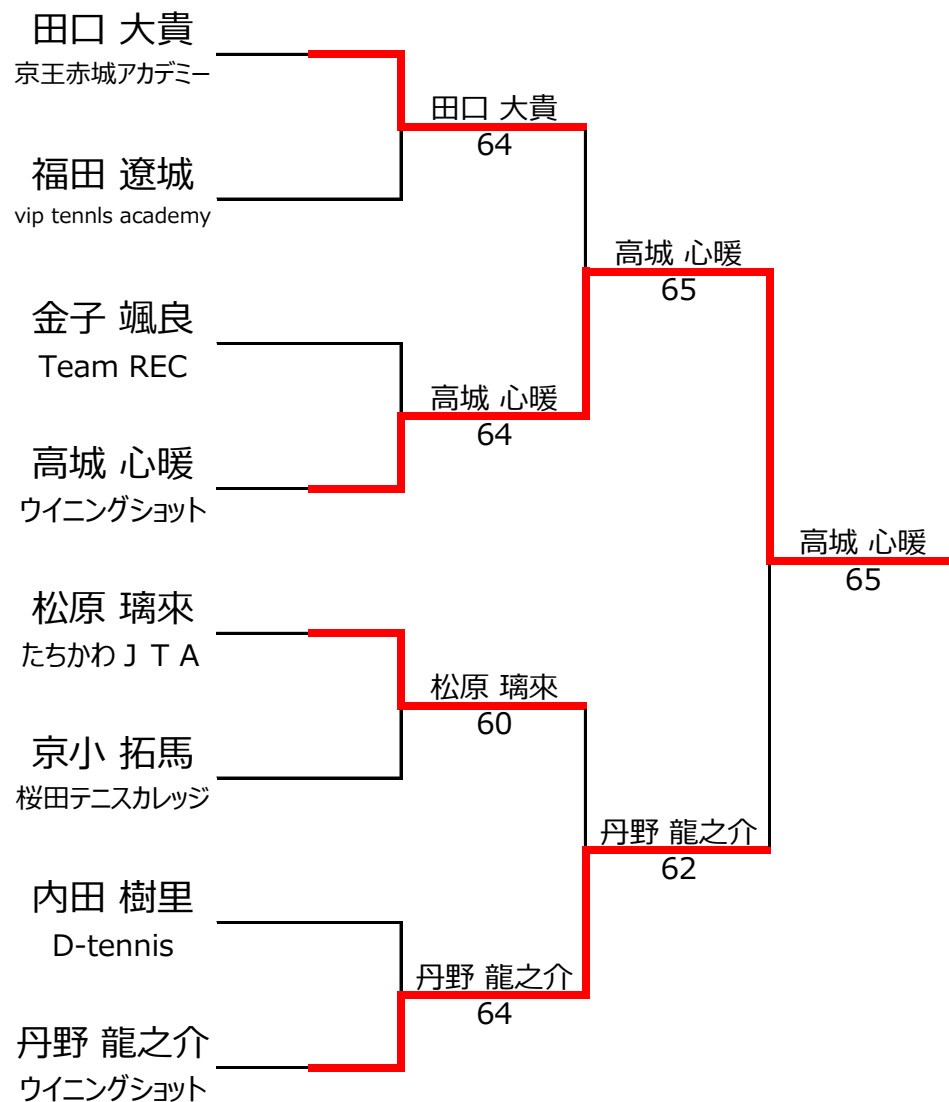 田口 大貴
京王赤城アカデミー
田口 大貴
64
福田 遼城
vip tennls academy
高城 心暖
65
金子 颯良
Team REC
高城 心暖
64
高城 心暖
ウイニングショット
高城 心暖
65
松原 璃來
たちかわＪＴＡ
松原 璃來
60
京小 拓馬
桜田テニスカレッジ
丹野 龍之介
62
内田 樹里
D-tennis
丹野 龍之介
64
丹野 龍之介
ウイニングショット